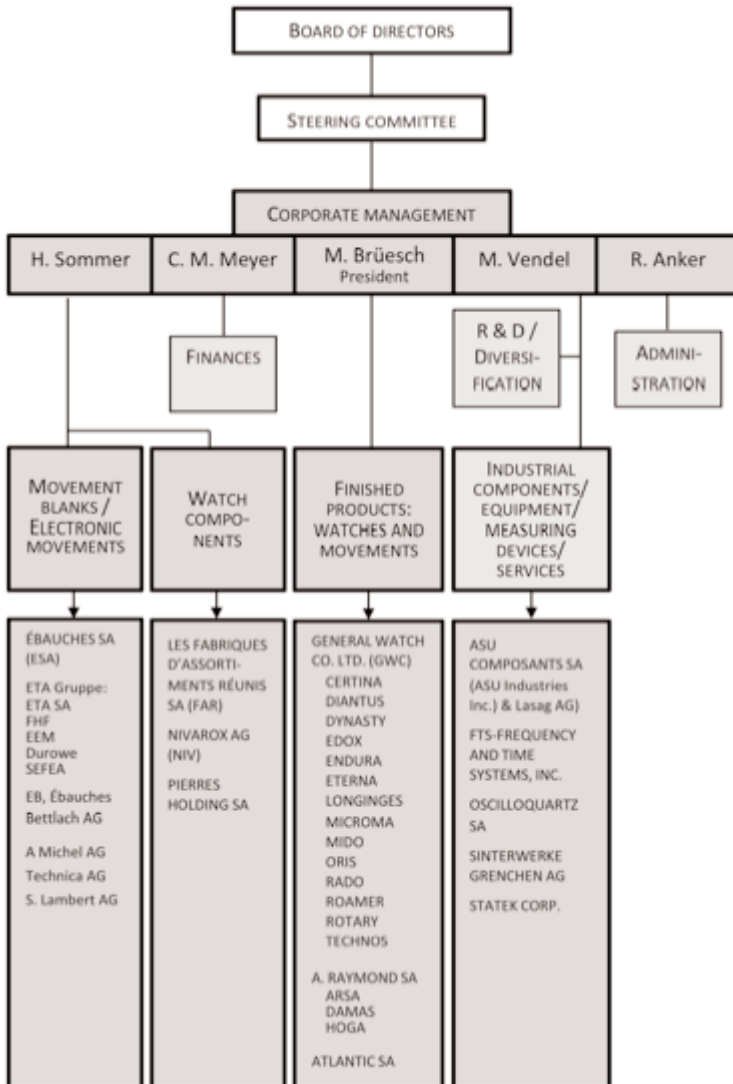 BOARD OF DIRECTORS
STEERING COMMITTEE
CORPORATE MANAGEMENT
H. Sommer
C. M. Meyer
M. Brüesch
President
M. Vendel
R. Anker
FINANCES
R & D /
DIVERSI-
FICATION
ADMINI-
STRATION
MOVEMENT
BLANKS /
ELECTRONIC
MOVEMENTS
WATCH
COMPO-
NENTS
FINISHED
PRODUCTS:
WATCHES AND
MOVEMENTS
INDUSTRIAL
COMPONENTS/
EQUIPMENT/
MEASURING
DEVICES/
SERVICES
ÉBAUCHES SA
(ESA)
ETA Gruppe:
ETA SA
FHF
EEM
Durowe
SEFEA
EB, Ébauches
Bettlach AG
A Michel AG
Technica AG
S. Lambert AG
LES FABRIQUES
D'ASSORTI-
MENTS RÉUNIS
SA (FAR)
NIVAROX AG
(NIV)
PIERRES
HOLDING SA
GENERAL WATCH
CO. LTD. (GWC)
CERTINA
DIANTUS
DYNASTY
EDOX
ENDURA
ETERNA
LONGINGES
MICROMA
MIDO
ORIS
RADO
ROAMER
ROTARY
TECHNOS
A. RAYMOND SA
ARSA
DAMAS
HOGA
ATLANTIC SA
ASU
COMPOSANTS SA
(ASU Industries
Inc.) & Lasag AG)
FTS-FREQUENCY
AND TIME
SYSTEMS, INC.
OSCILLOQUARTZ
SA
SINTERWERKE
GRENCHEN AG
STATEK CORP.